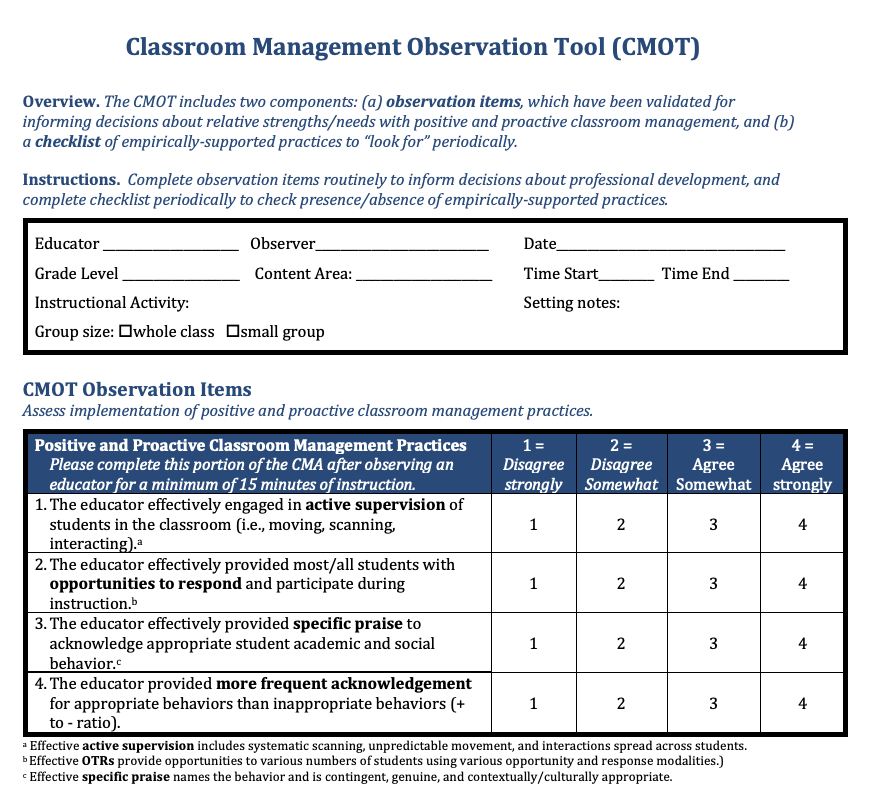 Classroom Management Observation Tool (CMOT)
Overview. The CMOT includes two components: (a) observation items, which have been validated for
informing decisions about relative strengths/needs with positive and proactive classroom management, and (b)
a checklist of empirically-supported practices to “look for” periodically.
Instructions. Complete observation items routinely to inform decisions about professional development, and
complete checklist periodically to check presence/absence of empirically-supported practices.
Educator ________________ Observer____________________ Date___________________________
Grade Level ______________ Content Area: ________________ Time Start_______ Time End _______
Instructional Activity: Setting notes:
Group size: ☐whole class ☐small group
CMOT Observation Items
Assess implementation of positive and proactive classroom management practices.
Positive and Proactive Classroom Management Practices
Please complete this portion of the CMA after observing an
educator for a minimum of 15 minutes of instruction.
1 =
Disagree
strongly
2 =
Disagree
Somewhat
3 =
Agree
Somewhat
4 =
Agree
strongly
1. The educator effectively engaged in active supervision of
students in the classroom (i.e., moving, scanning,
interacting).ᵃ
1 2 3 4
2. The educator effectively provided most/all students with
opportunities to respond and participate during
instruction.ᵇ
1 2 3 4
3. The educator effectively provided specific praise to
acknowledge appropriate student academic and social
behavior.ᶜ
1 2 3 4
4. The educator provided more frequent acknowledgement
for appropriate behaviors than inappropriate behaviors (+
to - ratio).
1 2 3 4
ᵃ Effective active supervision includes systematic scanning, unpredictable movement, and interactions spread across students.
ᵇ Effective OTRs provide opportunities to various numbers of students using various opportunity and response modalities.)
ᶜ Effective specific praise names the behavior and is contingent, genuine, and contextually/culturally appropriate.